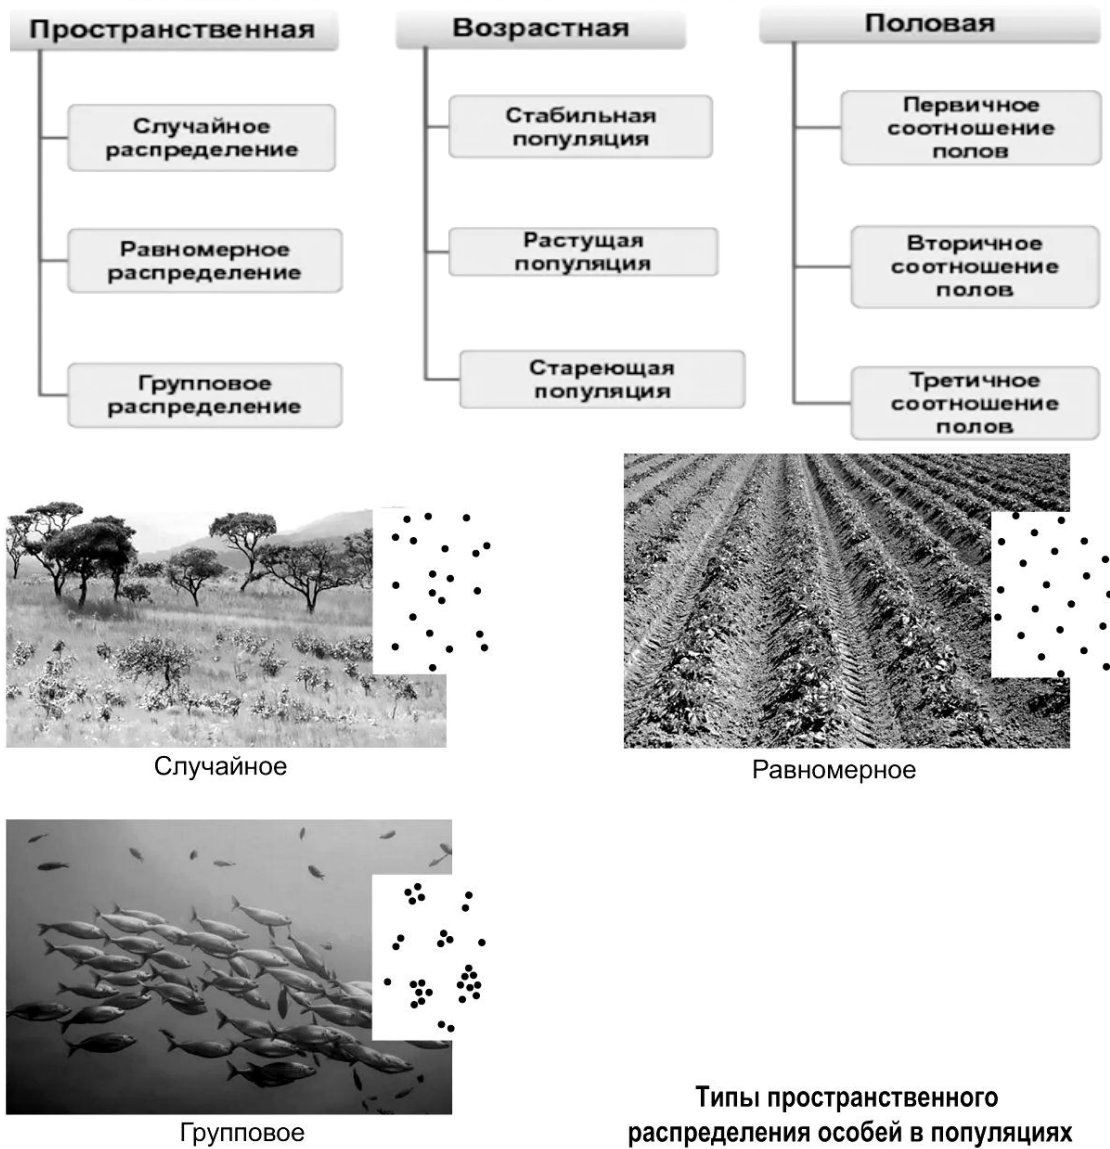 Пространственная
Случайное
распределение
Равномерное
распределение
Групповое
распределение
Возрастная
Стабильная
популяция
Растущая
популяция
Стареющая
популяция
Половая
Первичное
соотношение
полов
Вторичное
соотношение
полов
Третичное
соотношение
полов
Случайное
Равномерное
Групповое
Типы пространственного
распределения особей в популяциях